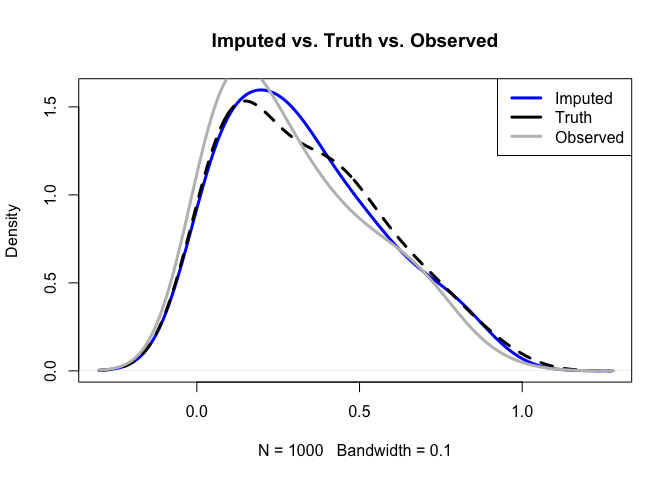 Imputed vs. Truth vs. Observed
Imputed
Truth
Observed
Density
1.5
1.0
0.5
0.0
0.0 0.5 1.0
N = 1000 Bandwidth = 0.1